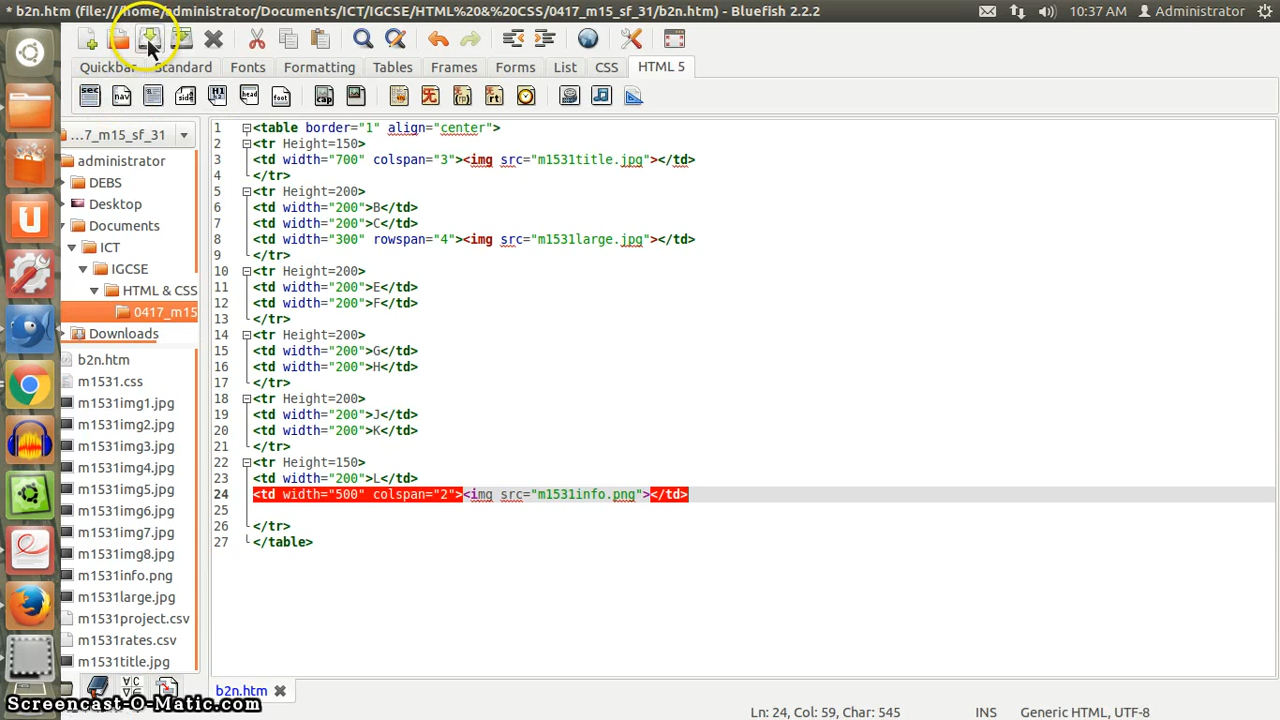 * b2n.htm (file:///home/administrator/Documents/ICT/IGCSE/HTML%20&%20CSS/0417_m15_sf_31/b2n.htm) - Bluefish 2.2.2
10:37 AM
Administrator
Quickbar
Standard
Fonts
Formatting
Tables
Frames
Forms
List
CSS
HTML 5
sec
nav
side
H1
head
foot
cap
(rp)
rt
...7_m15_sf_31
administrator
DEBS
Desktop
Documents
ICT
IGCSE
HTML & CSS
0417_m15
Downloads
b2n.htm
m1531.css
m1531img1.jpg
m1531img2.jpg
m1531img3.jpg
m1531img4.jpg
m1531img5.jpg
m1531img6.jpg
m1531img7.jpg
m1531img8.jpg
m1531info.png
m1531large.jpg
m1531project.csv
m1531rates.csv
m1531title.jpg
1 <table border="1" align="center">
2 <tr Height=150>
3 <td width="700" colspan="3"><img src="m1531title.jpg"></td>
4 </tr>
5 <tr Height=200>
6 <td width="200">B</td>
7 <td width="200">C</td>
8 <td width="300" rowspan="4"><img src="m1531large.jpg"></td>
9 </tr>
10 <tr Height=200>
11 <td width="200">E</td>
12 <td width="200">F</td>
13 </tr>
14 <tr Height=200>
15 <td width="200">G</td>
16 <td width="200">H</td>
17 </tr>
18 <tr Height=200>
19 <td width="200">J</td>
20 <td width="200">K</td>
21 </tr>
22 <tr Height=150>
23 <td width="200">L</td>
24 <td width="500" colspan="2"><img src="m1531info.png"></td>
25
26 </tr>
27 </table>
b2n.htm
Screencast-O-Matic.com
Ln: 24, Col: 59, Char: 545
INS
Generic HTML, UTF-8